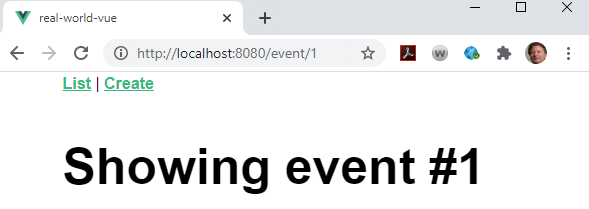 real-world-vue
http://localhost:8080/event/1
List | Create
Showing event #1